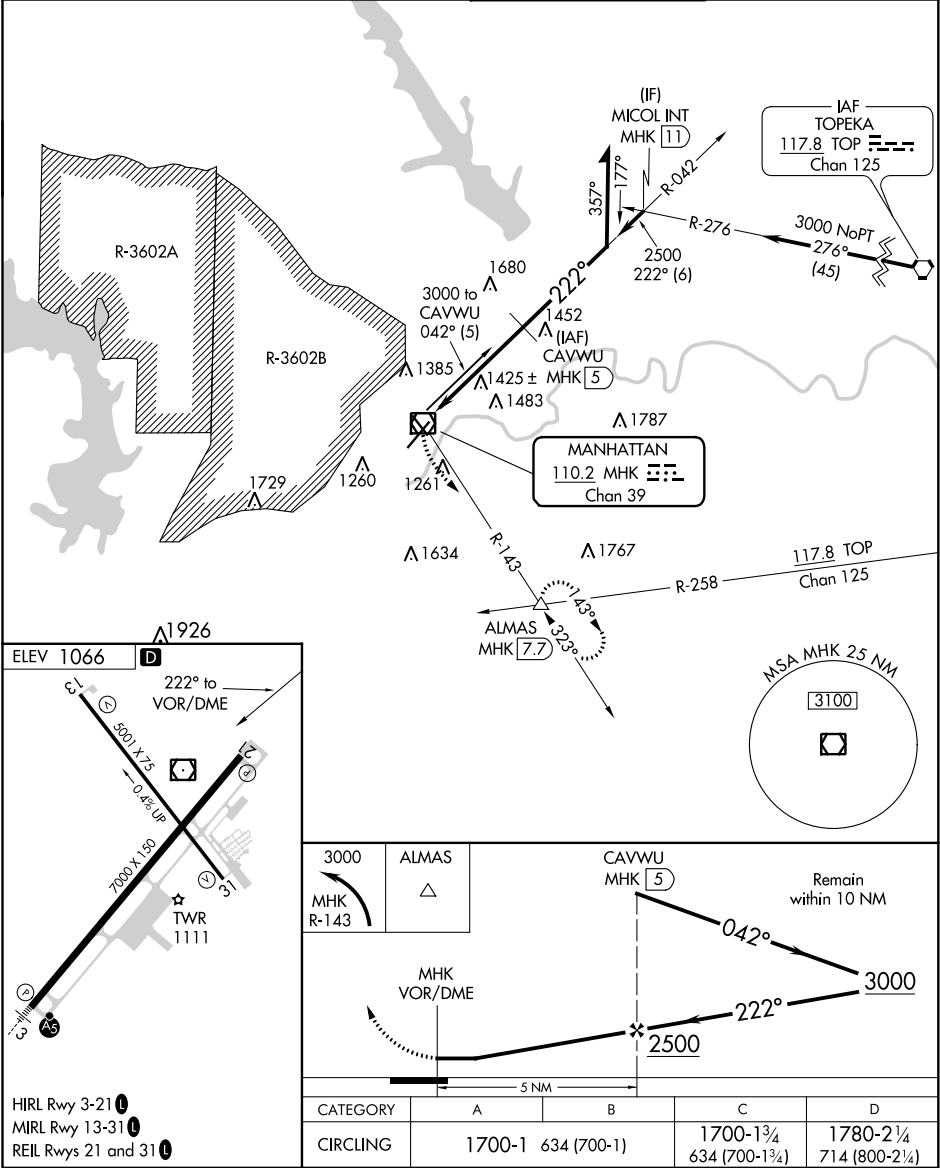 (IF)
MICOL INT
MHK 11
IAF
TOPEKA
117.8 TOP
Chan 125
R-042
357°
177°
R-276
3000 NoPT
276°
(45)
2500
222° (6)
R-3602A
R-3602B
1680
222°
3000 to
CAVWU
042° (5)
1452
(IAF)
CAVWU
MHK 5
1385
1425 ±
1483
1787
MANHATTAN
110.2 MHK
Chan 39
1729
1260
1261
1634
R-143
1767
117.8 TOP
Chan 125
R-258
143°
323°
ALMAS
MHK 7.7
1926
MSA MHK 25 NM
3100
ELEV 1066
D
222° to
VOR/DME
13
V
5001 X 75
0.4% UP
21
P
7000 X 150
V
31
TWR
1111
P
3
A5
HIRL Rwy 3-21 L
MIRL Rwy 13-31 L
REIL Rwys 21 and 31 L
3000
MHK
R-143
ALMAS
CAVWU
MHK 5
Remain
within 10 NM
042°
3000
MHK
VOR/DME
222°
2500
5 NM
CATEGORY A B C D
CIRCLING 1700-1 634 (700-1)
1700-1¾
634 (700-1¾)
1780-2¼
714 (800-2¼)